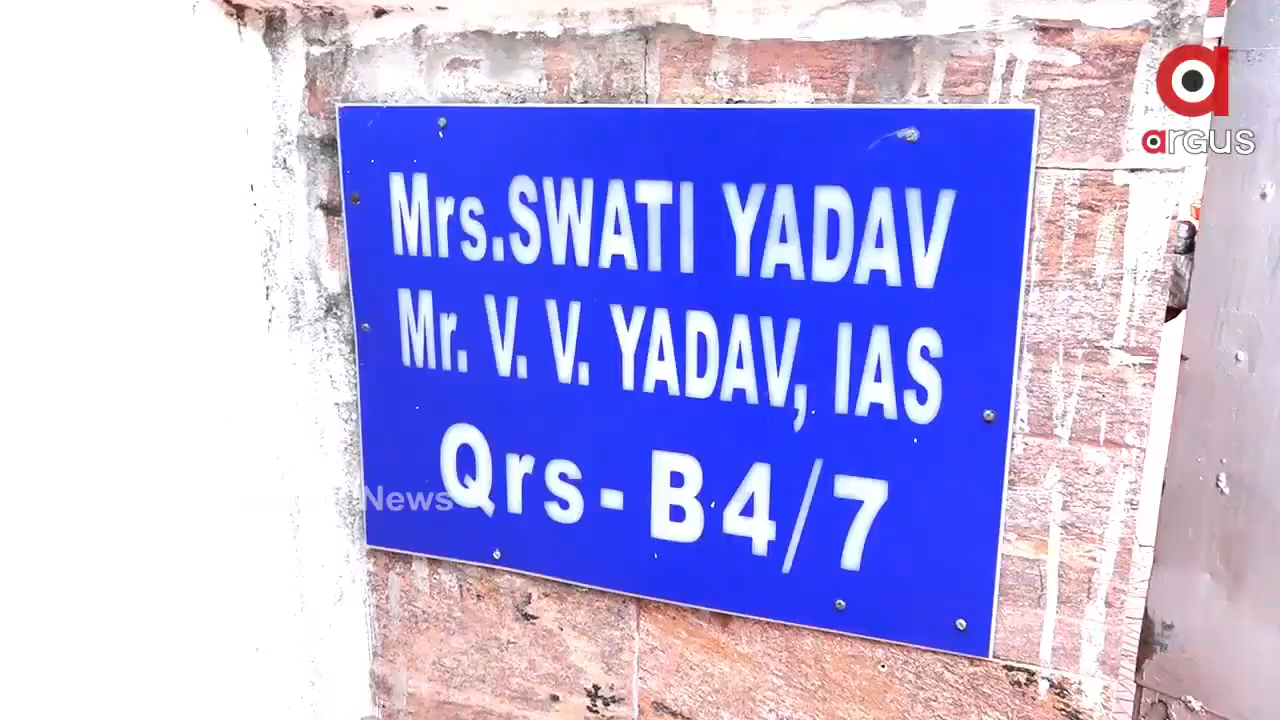 argus
Mrs.SWATI YADAV
Mr. V. V. YADAV, IAS
Qrs - B4/7
News